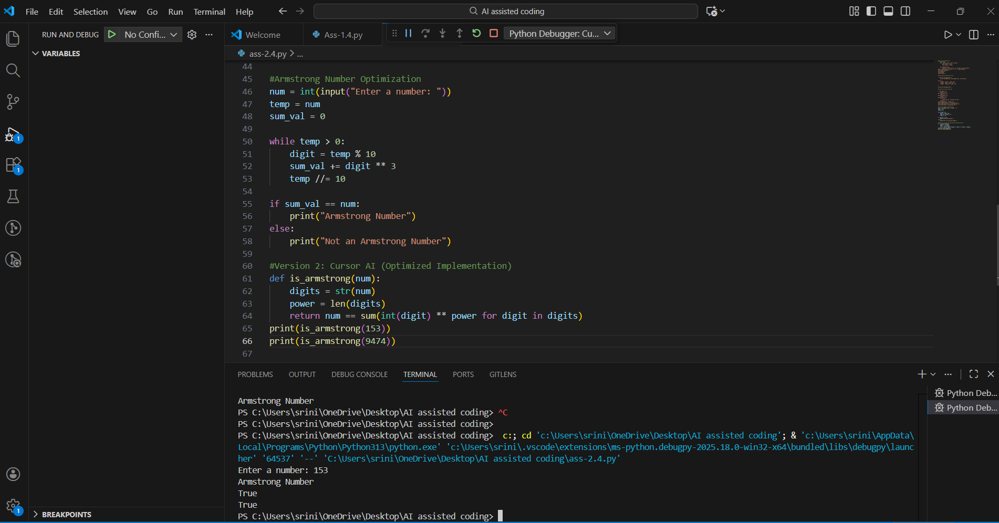 File Edit Selection View Go Run Terminal Help
AI assisted coding
RUN AND DEBUG No Confi...
VARIABLES
Welcome
Ass-1.4.py
Python Debugger: Cu...
ass-2.4.py > ...
44
45 #Armstrong Number Optimization
46 num = int(input("Enter a number: "))
47 temp = num
48 sum_val = 0
49
50 while temp > 0:
51 digit = temp % 10
52 sum_val += digit ** 3
53 temp //= 10
54
55 if sum_val == num:
56 print("Armstrong Number")
57 else:
58 print("Not an Armstrong Number")
59
60 #Version 2: Cursor AI (Optimized Implementation)
61 def is_armstrong(num):
62 digits = str(num)
63 power = len(digits)
64 return num == sum(int(digit) ** power for digit in digits)
65 print(is_armstrong(153))
66 print(is_armstrong(9474))
67
1
1
1
BREAKPOINTS
PROBLEMS OUTPUT DEBUG CONSOLE TERMINAL PORTS GITLENS
Python Deb...
Python Deb...
Armstrong Number
PS C:\Users\srini\OneDrive\Desktop\AI assisted coding> ^C
PS C:\Users\srini\OneDrive\Desktop\AI assisted coding>
PS C:\Users\srini\OneDrive\Desktop\AI assisted coding>  c:; cd 'c:\Users\srini\OneDrive\Desktop\AI assisted coding'; & 'c:\Users\srini\AppData\
Local\Programs\Python\Python313\python.exe' 'c:\Users\srini\.vscode\extensions\ms-python.debugpy-2025.18.0-win32-x64\bundled\libs\debugpy\launc
her' '64537' '--' 'C:\Users\srini\OneDrive\Desktop\AI assisted coding\ass-2.4.py'
Enter a number: 153
Armstrong Number
True
True
PS C:\Users\srini\OneDrive\Desktop\AI assisted coding>